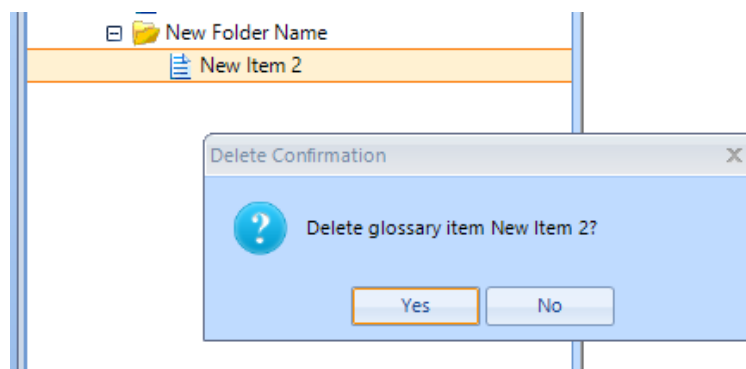 New Folder Name
New Item 2
Delete Confirmation
X
Delete glossary item New Item 2?
Yes
No